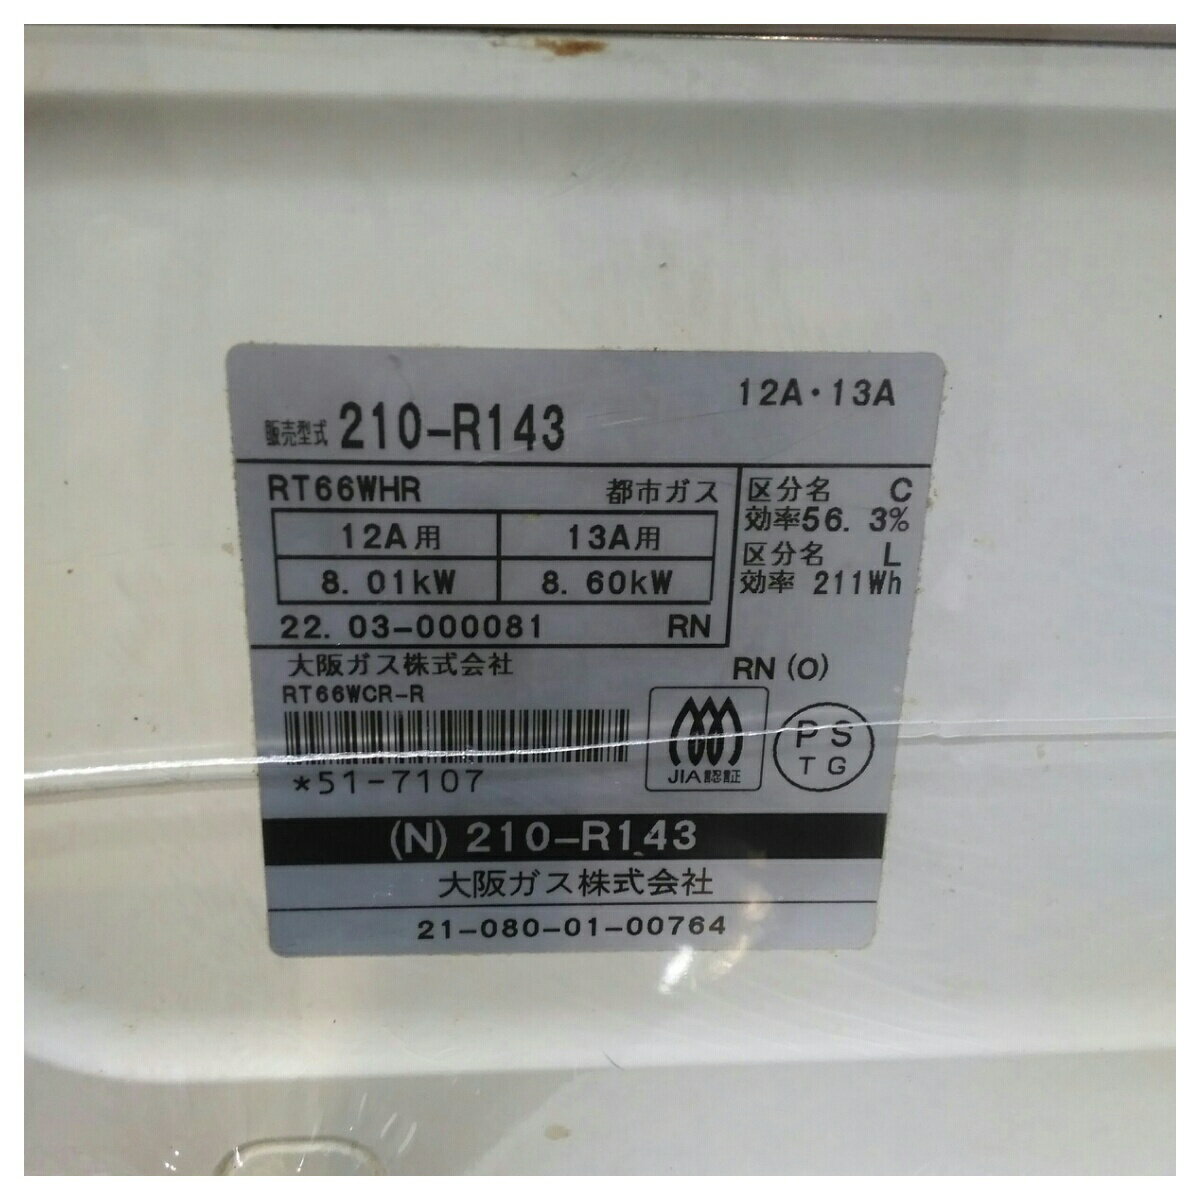 12A・13A
販売型式 210-R143
RT66WHR 都市ガス
12A用 13A用
8.01kW 8.60kW
22.03-000081 RN
区分名 C
効率56.3%
区分名 L
効率 211Wh
大阪ガス株式会社
RN (O)
RT66WCR-R
*51-7107
JIA認証
PS
TG
(N) 210-R143
大阪ガス株式会社
21-080-01-00764